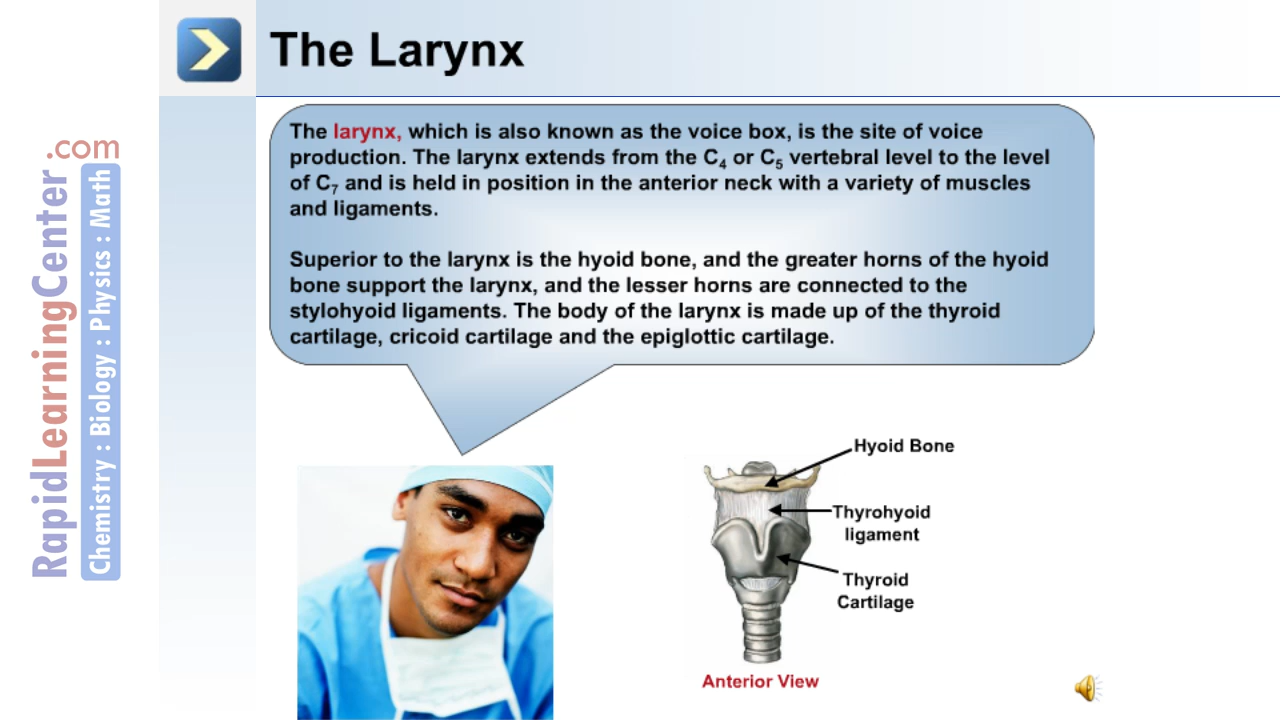 The Larynx
The larynx, which is also known as the voice box, is the site of voice
production. The larynx extends from the C₄ or C₅ vertebral level to the level
of C₇ and is held in position in the anterior neck with a variety of muscles
and ligaments.
Superior to the larynx is the hyoid bone, and the greater horns of the hyoid
bone support the larynx, and the lesser horns are connected to the
stylohyoid ligaments. The body of the larynx is made up of the thyroid
cartilage, cricoid cartilage and the epiglottic cartilage.
Hyoid Bone
Thyrohyoid
ligament
Thyroid
Cartilage
Anterior View
RapidLearningCenter.com
Chemistry : Biology : Physics : Math